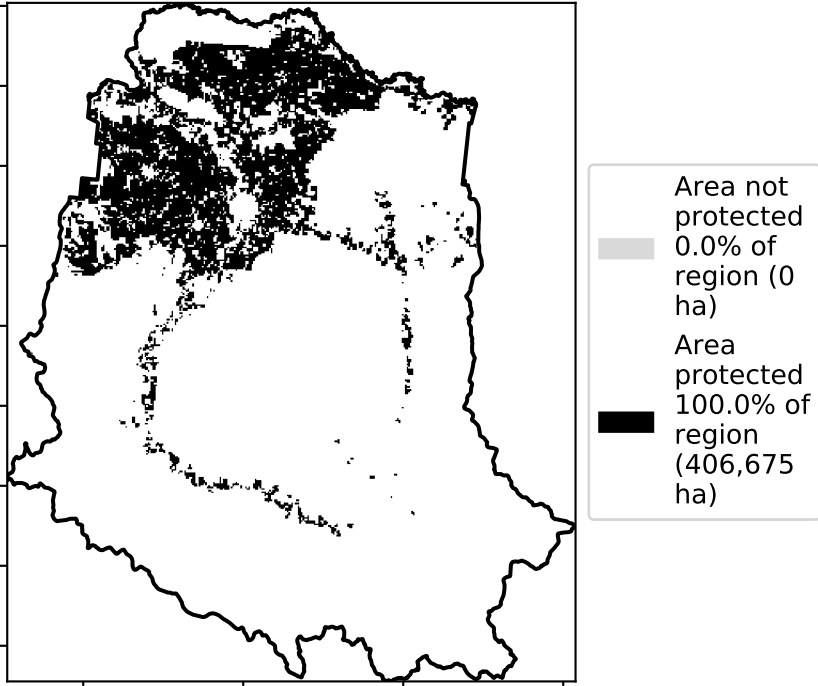 Area not
protected
0.0% of
region (0
ha)
Area
protected
100.0% of
region
(406,675
ha)